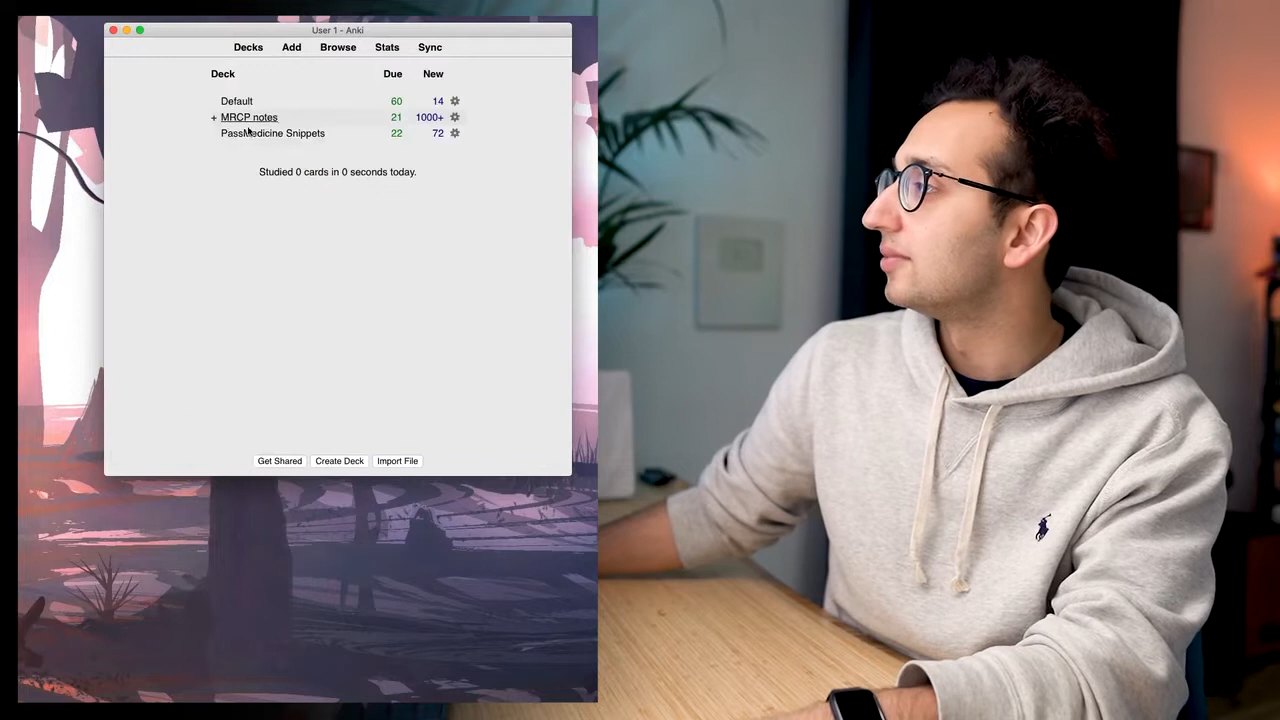 User 1 - Anki
Decks Add Browse Stats Sync
Deck Due New
Default 60 14
+ MRCP notes 21 1000+
PassMedicine Snippets 22 72
Studied 0 cards in 0 seconds today.
Get Shared Create Deck Import File